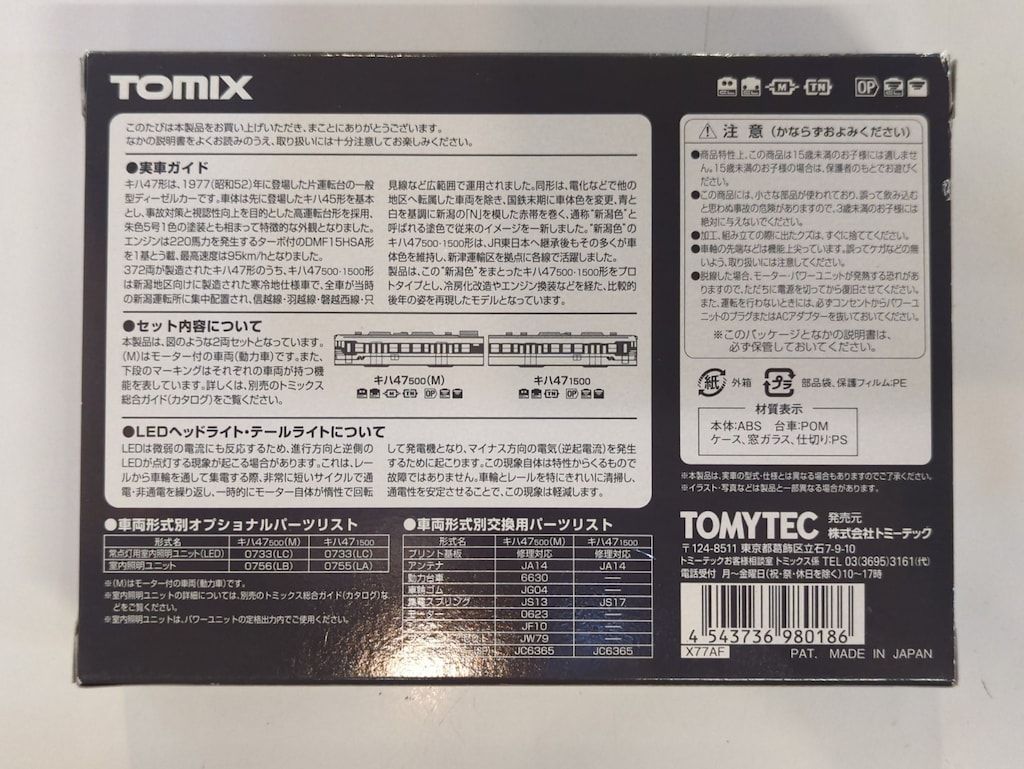 TOMIX
M TN OP
このたびは本製品をお買い上げいただき、まことにありがとうございます。
なかの説明書をよくお読みのうえ、取り扱いには十分注意してお楽しみください。
●実車ガイド
キハ47形は、1977(昭和52)年に登場した片運転台の一般
型ディーゼルカーです。車体は先に登場したキハ45形を基本
とし、事故対策と視認性向上を目的とした高運転台形を採用、
朱色5号1色の塗装とも相まって特徴的な外観となりました。
エンジンは220馬力を発生するターボ付のDMF15HSA形
を1基とう載、最高速度は95km/hとなりました。
372両が製造されたキハ47形のうち、キハ47500・1500形
は新潟地区向けに製造された寒冷地仕様車で、全車が当時
の新潟運転所に集中配置され、信越線・羽越線・磐越西線・只
見線など広範囲で運用されました。同形は、電化などで他の
地区へ転属した車両を除き、国鉄末期に車体色を変更、青と
白を基調に新潟の「N」を模した赤帯を巻く、通称"新潟色"と
呼ばれる塗色で従来のイメージを一新しました。"新潟色"の
キハ47500・1500形は、JR東日本へ継承後もその多くが車
体色を維持し、新津運輸区を拠点に各線で活躍しました。
製品は、この"新潟色"をまとったキハ47500・1500形をプロ
トタイプとし、冷房化改造やエンジン換装などを経た、比較的
後年の姿を再現したモデルとなっています。
●セット内容について
本製品は、図のような2両セットとなっています。
(M)はモーター付の車両(動力車)です。また、
下段のマーキングはそれぞれの車両が持つ機
能を表しています。詳しくは、別売のトミックス
総合ガイド(カタログ)をご覧ください。
キハ47500(M)
キハ471500
●LEDヘッドライト・テールライトについて
LEDは微弱の電流にも反応するため、進行方向と逆側の
LEDが点灯する現象が起こる場合があります。これは、レー
ルから車輪を通して集電する際、非常に短いサイクルで通
電・非通電を繰り返し、一時的にモーター自体が惰性で回転
して発電機となり、マイナス方向の電気(逆起電流)を発生
するために起こります。この現象自体は特性からくるもので
故障ではありません。車輪とレールを特にきれいに清掃し、
通電性を安定させることで、この現象は軽減します。
●車両形式別オプショナルパーツリスト
形式名 キハ47500(M) キハ471500
常点灯用室内照明ユニット(LED) 0733(LC) 0733(LC)
室内照明ユニット 0756(LB) 0755(LA)
※(M)はモーター付の車両(動力車)です。
※室内照明ユニットの詳細については、別売のトミックス総合ガイド(カタログ)な
どをご覧ください。
※室内照明ユニットは、パワーユニットの定格出力内でご使用ください。
●車両形式別交換用パーツリスト
形式名 キハ47500(M) キハ471500
プリント基板 修理対応 修理対応
アンテナ JA14 JA14
動力台車 6630 ―
車輪ゴム JG04 ―
集電スプリング JS13 JS17
モーター 0623 ―
JF10 ―
JW79 ―
JC6365 JC6365
⚠ 注 意 (かならずおよみください)
●商品特性上、この商品は15歳未満のお子様には適しませ
ん。15歳未満のお子様の場合は、保護者のもとでお遊びく
ださい。
●この商品には、小さな部品が使われており、誤って飲み込む
と思わぬ事故の危険がありますので、3歳未満のお子様には
絶対に与えないでください。
●加工、組み立ての際に出たクズは、すぐに捨ててください。
●車輪の先端などは機能上尖っています。誤ってケガなどの無
いよう、取り扱いには注意してください。
●脱線した場合、モーター・パワーユニットが発熱する恐れがあ
りますので、ただちに電源を切ってから復旧させてください。
また、運転を行わないときには、必ずコンセントからパワーユ
ニットのプラグまたはACアダプターを抜いておいてください。
※このパッケージとなかの説明書は、
必ず保管しておいてください。
紙 外箱 プラ 部品袋、保護フィルム:PE
材質表示
本体:ABS 台車:POM
ケース、窓ガラス、仕切り:PS
※本製品は、実車の型式・仕様とは異なる場合もありますのでご了承ください。
※イラスト・写真などは製品と一部異なる場合があります。
TOMYTEC 発売元
株式会社トミーテック
〒124-8511 東京都葛飾区立石7-9-10
トミーテックお客様相談室 トミックス係 TEL 03(3695)3161(代)
電話受付 月～金曜日(祝・祭・休日を除く)10～17時
4 543736 980186
X77AF
PAT. MADE IN JAPAN